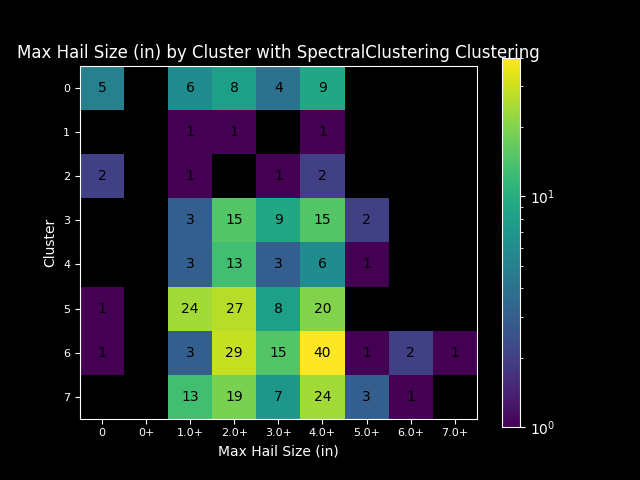 Max Hail Size (in) by Cluster with SpectralClustering Clustering
0 5 6 8 4 9
1 1 1 1
2 2 1 1 2
3 3 15 9 15 2
4 3 13 3 6 1
5 1 24 27 8 20
6 1 3 29 15 40 1 2 1
7 13 19 7 24 3 1
0 0+ 1.0+ 2.0+ 3.0+ 4.0+ 5.0+ 6.0+ 7.0+
Max Hail Size (in)
Cluster
10¹
10⁰